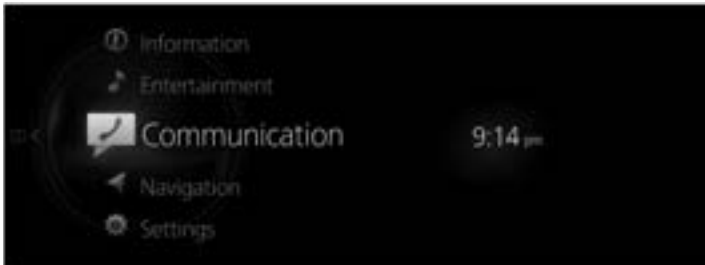 Information
Entertainment
Communication
9:14 pm
Navigation
Settings